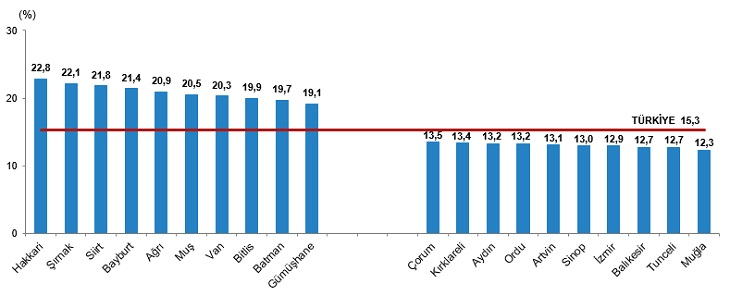 (%)
30
22,8 22,1 21,8 21,4 20,9 20,5 20,3 19,9 19,7 19,1
20
TÜRKİYE 15,3
13,5 13,4 13,2 13,2 13,1 13,0 12,9 12,7 12,7 12,3
10
0
Hakkari Şırnak Siirt Bayburt Ağrı Muş Van Bitlis Batman Gümüşhane Çorum Kırklareli Aydın Ordu Artvin Sinop İzmir Balıkesir Tunceli Muğla